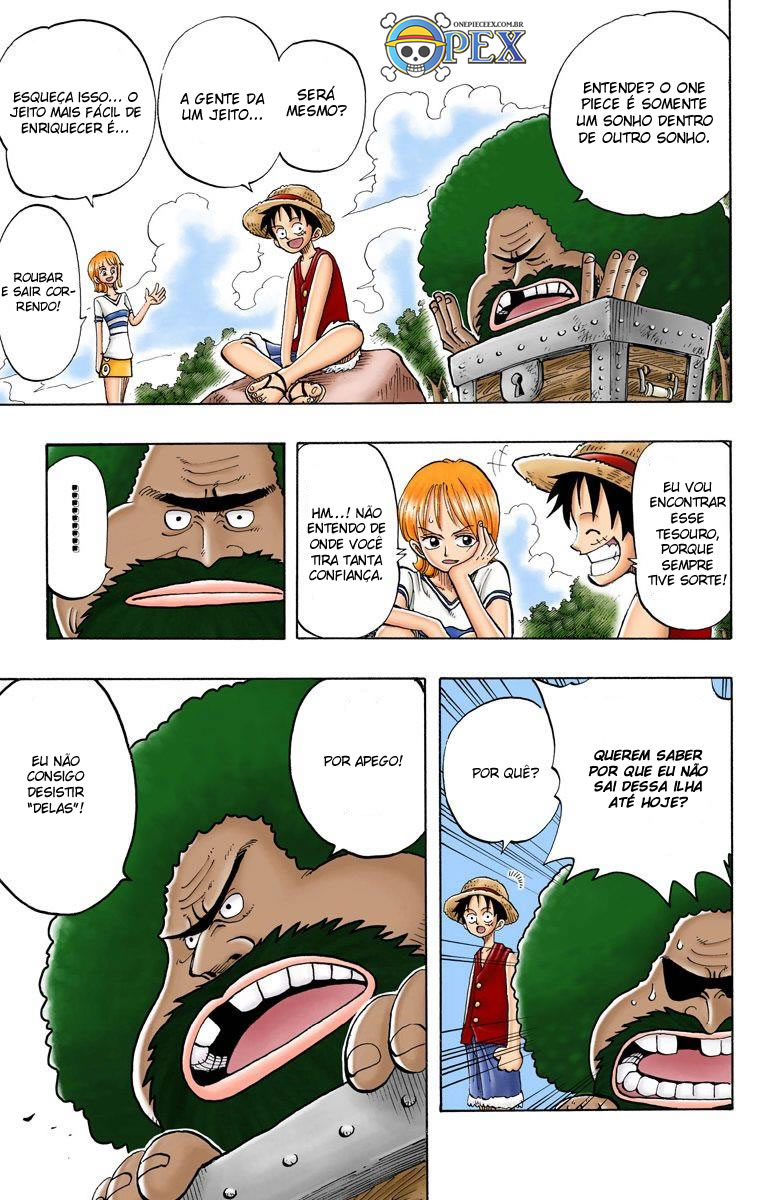 ONEPIECEEX.COM.BR
OPEX
ENTENDE? O ONE
PIECE É SOMENTE
UM SONHO DENTRO
DE OUTRO SONHO.
SERÁ
MESMO?
A GENTE DA
UM JEITO...
ESQUEÇA ISSO... O
JEITO MAIS FÁCIL DE
ENRIQUECER É...
ROUBAR
E SAIR COR-
RENDO!
EU VOU
ENCONTRAR
ESSE
TESOURO,
PORQUE
SEMPRE
TIVE SORTE!
HM...! NÃO
ENTENDO DE
ONDE VOCÊ
TIRA TANTA
CONFIANÇA.
..........
QUEREM SABER
POR QUE EU NÃO
SAI DESSA ILHA
ATÉ HOJE?
POR QUÊ?
POR APEGO!
EU NÃO
CONSIGO
DESISTIR
“DELAS”!